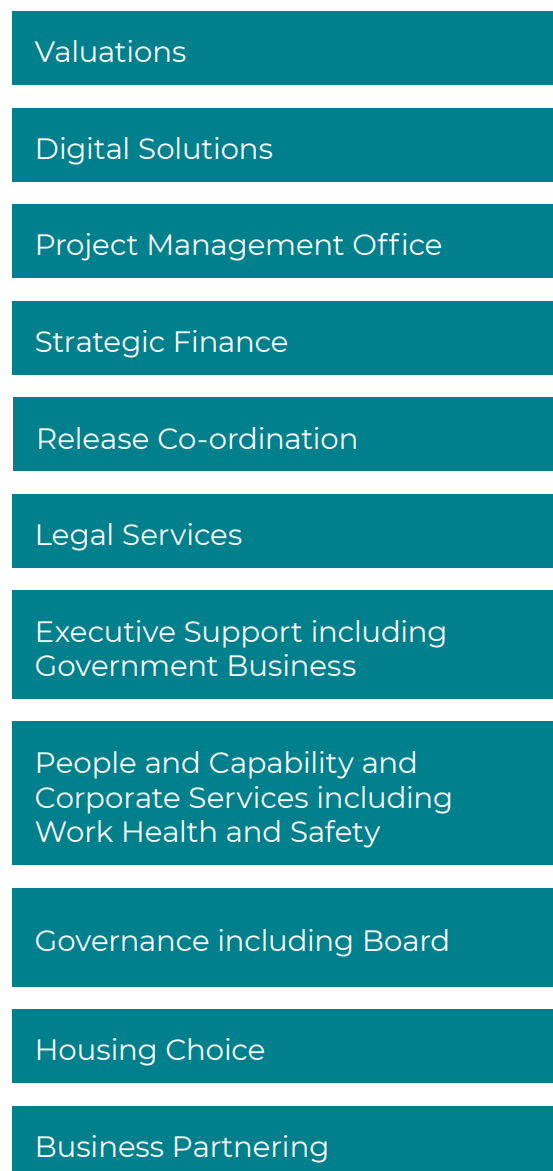 Valuations
Digital Solutions
Project Management Office
Strategic Finance
Release Co-ordination
Legal Services
Executive Support including
Government Business
People and Capability and
Corporate Services including
Work Health and Safety
Governance including Board
Housing Choice
Business Partnering